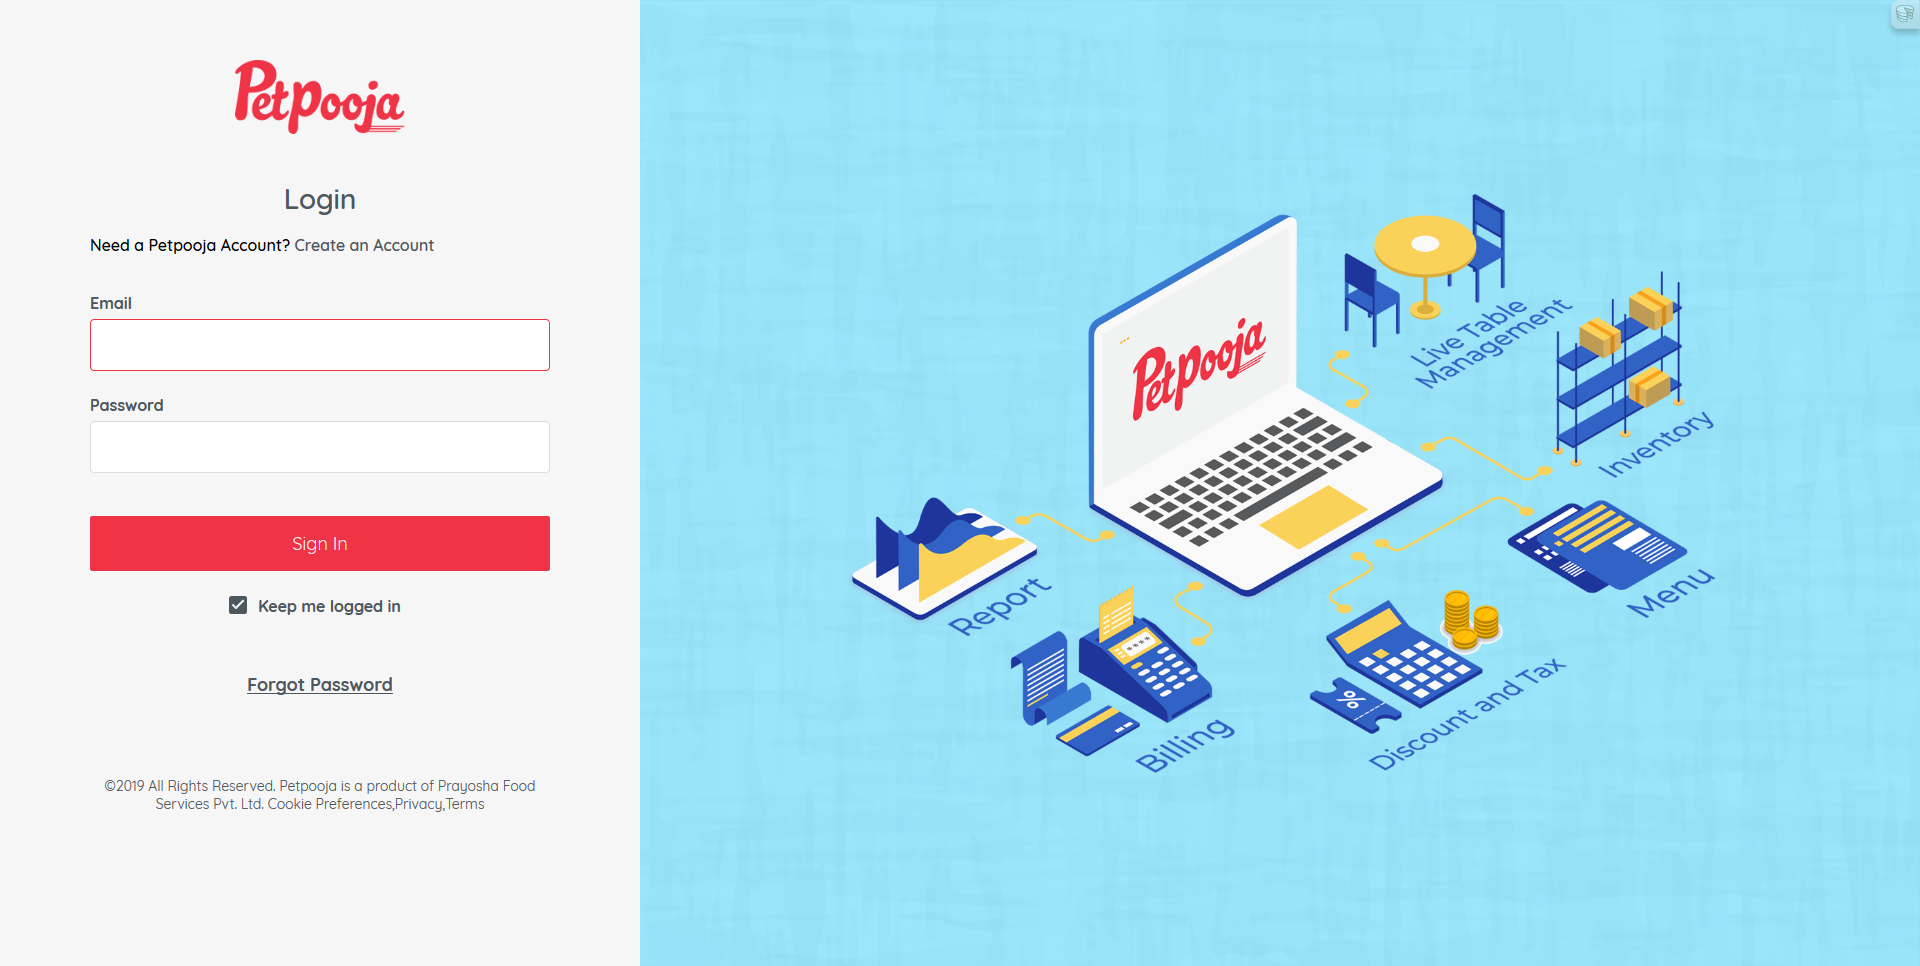 Petpooja
Login
Need a Petpooja Account? Create an Account
Email
Password
Sign In
Keep me logged in
Forgot Password
©2019 All Rights Reserved. Petpooja is a product of Prayosha Food
Services Pvt. Ltd. Cookie Preferences,Privacy,Terms
Petpooja
Live Table
Management
Inventory
Menu
Discount and Tax
%
Billing
****
Report